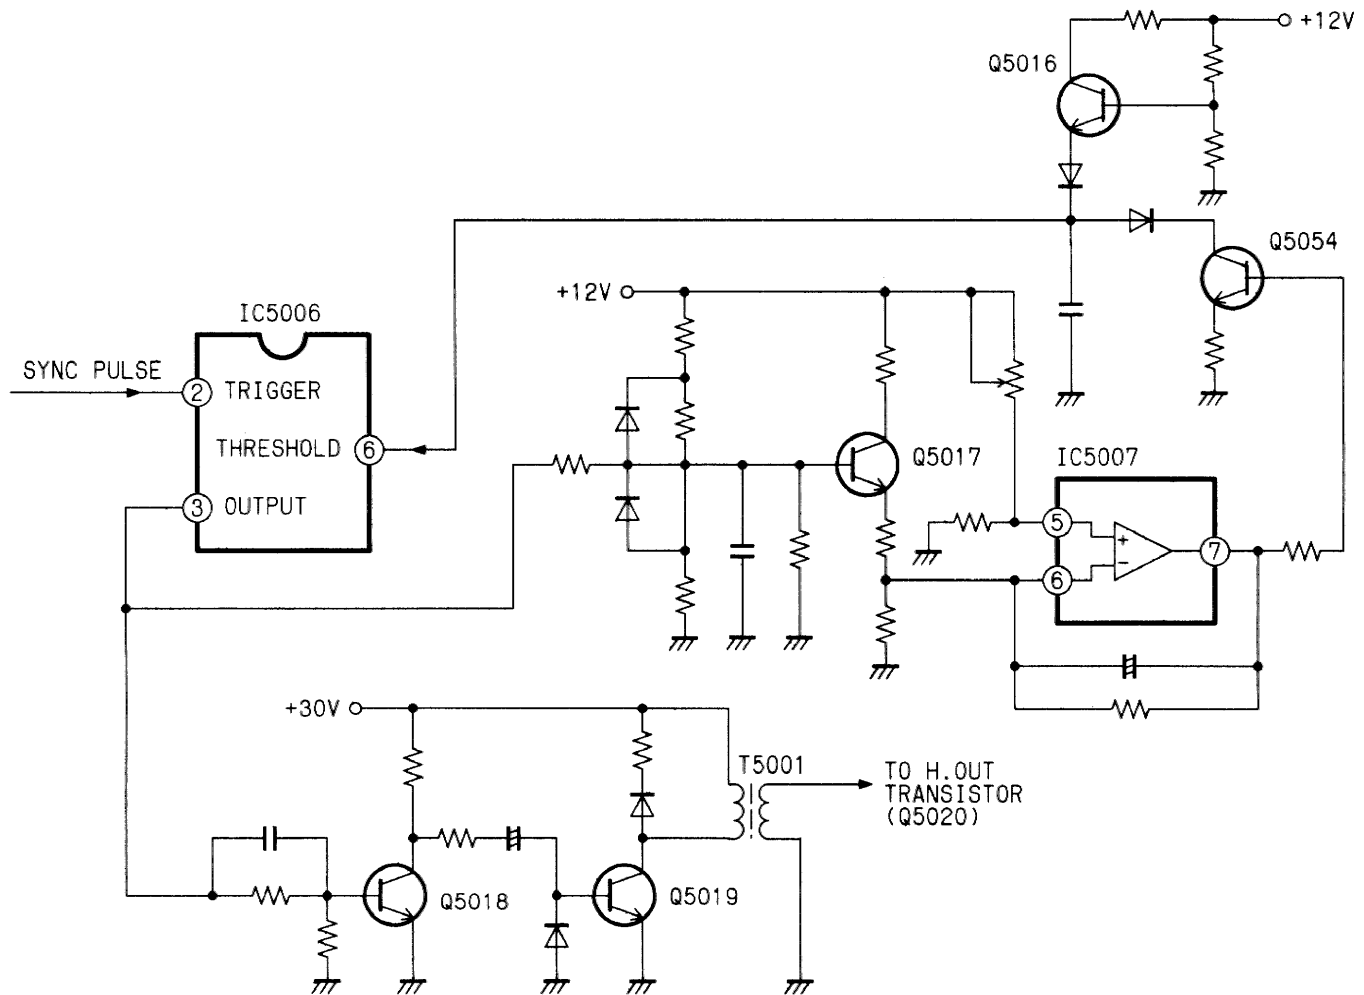 +12V
Q5016
Q5054
+12V
IC5006
SYNC PULSE
2 TRIGGER
THRESHOLD 6
3 OUTPUT
Q5017
IC5007
5
+
7
-
6
+30V
T5001
TO H.OUT
TRANSISTOR
(Q5020)
Q5018
Q5019